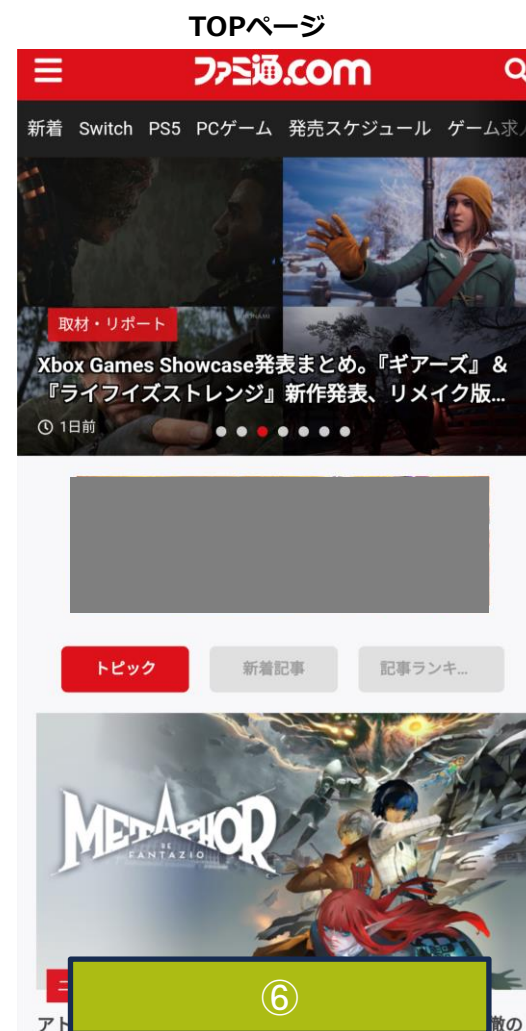 TOPページ
ファミ通.com
新着 Switch PS5 PCゲーム 発売スケジュール ゲーム求
取材・リポート
Xbox Games Showcase発表まとめ。『ギアーズ』＆
『ライフイズストレンジ』新作発表、リメイク版...
1日前
トピック 新着記事 記事ランキ...
METAPHOR
RE
FANTAZIO
⑥
アト
徹の